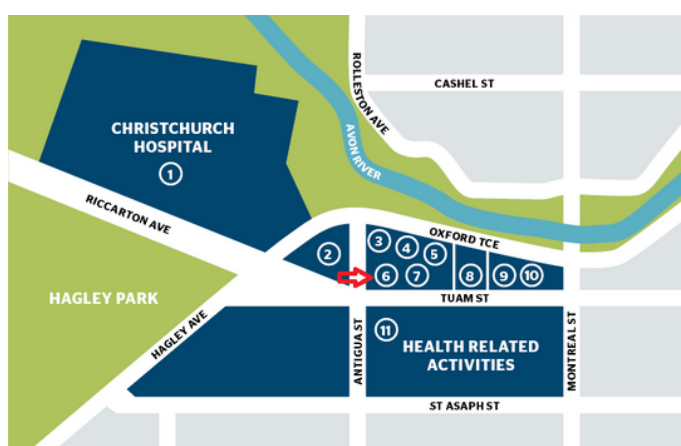 CASHEL ST
ROLLESTON AVE
CHRISTCHURCH
HOSPITAL
1
AVON RIVER
RICCARTON AVE
OXFORD TCE
2
3
4
5
6
7
8
9
10
TUAM ST
HAGLEY PARK
HAGLEY AVE
ANTIGUA ST
11
HEALTH RELATED
ACTIVITIES
MONTREAL ST
ST ASAPH ST